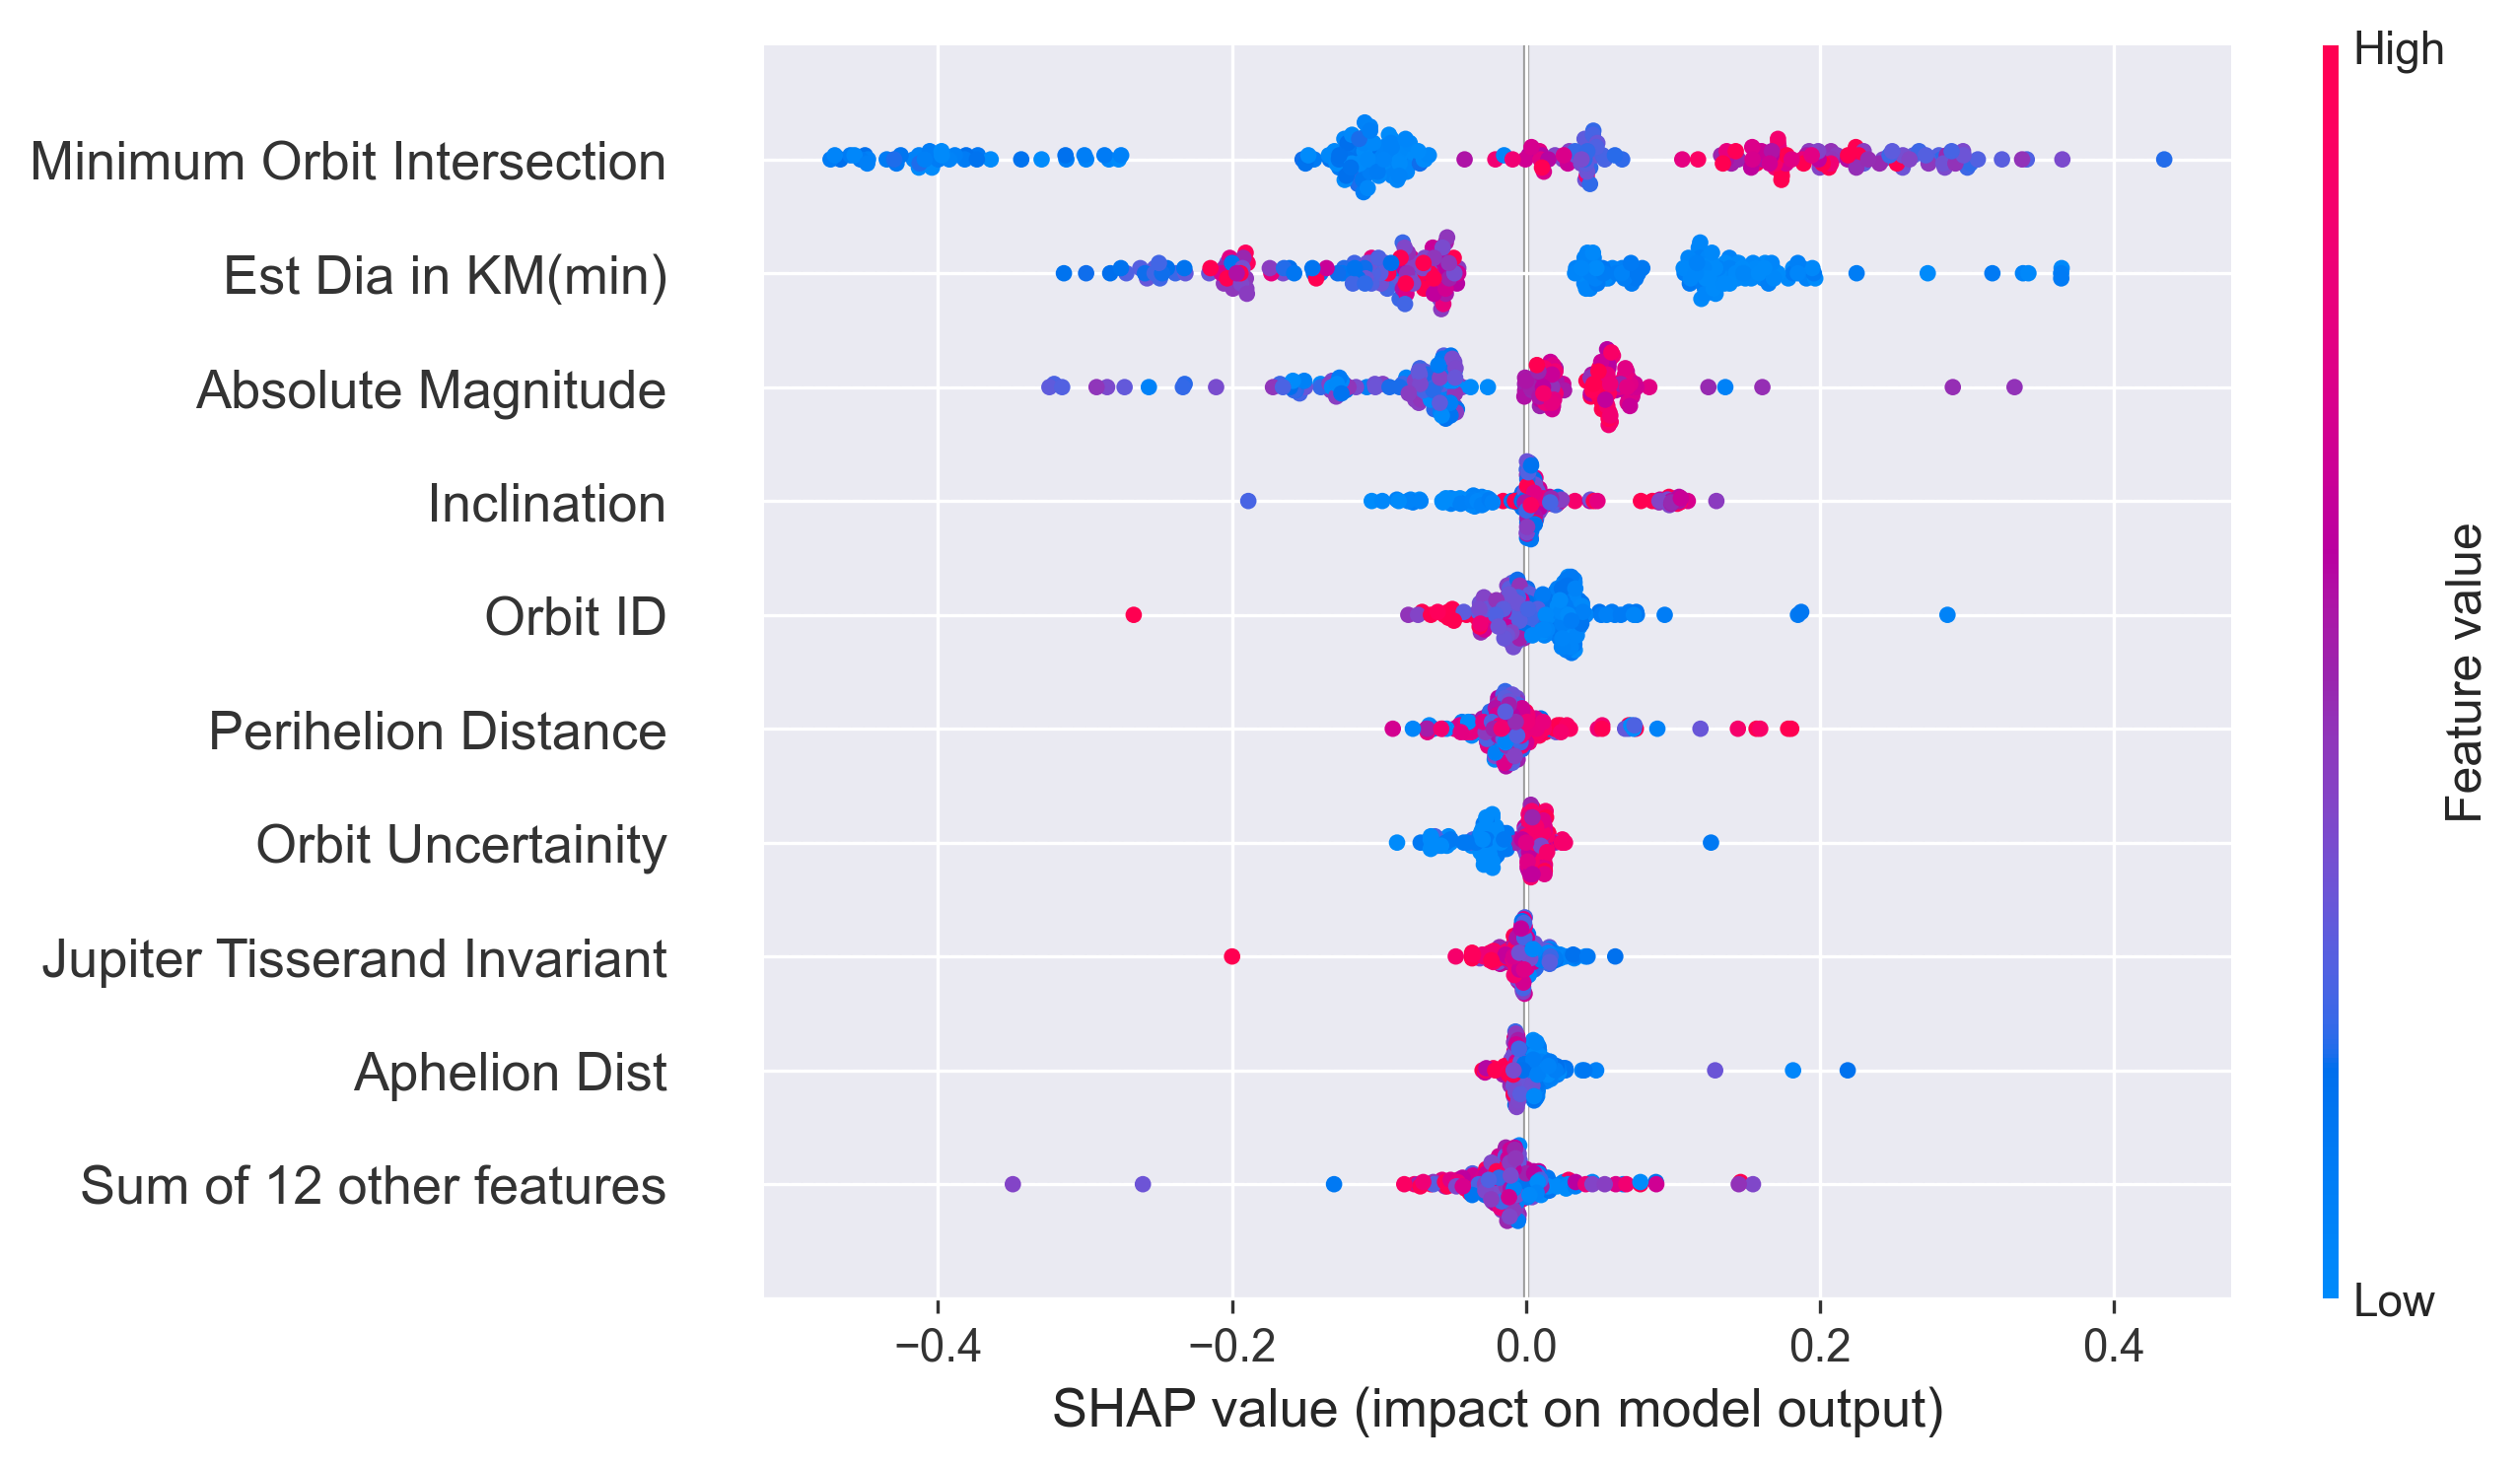 High
Minimum Orbit Intersection
Est Dia in KM(min)
Absolute Magnitude
Inclination
Orbit ID
Perihelion Distance
Orbit Uncertainity
Jupiter Tisserand Invariant
Aphelion Dist
Sum of 12 other features
Feature value
Low
−0.4 −0.2 0.0 0.2 0.4
SHAP value (impact on model output)